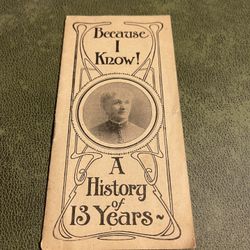 Because
I
Know!
A
History
of
13 Years~